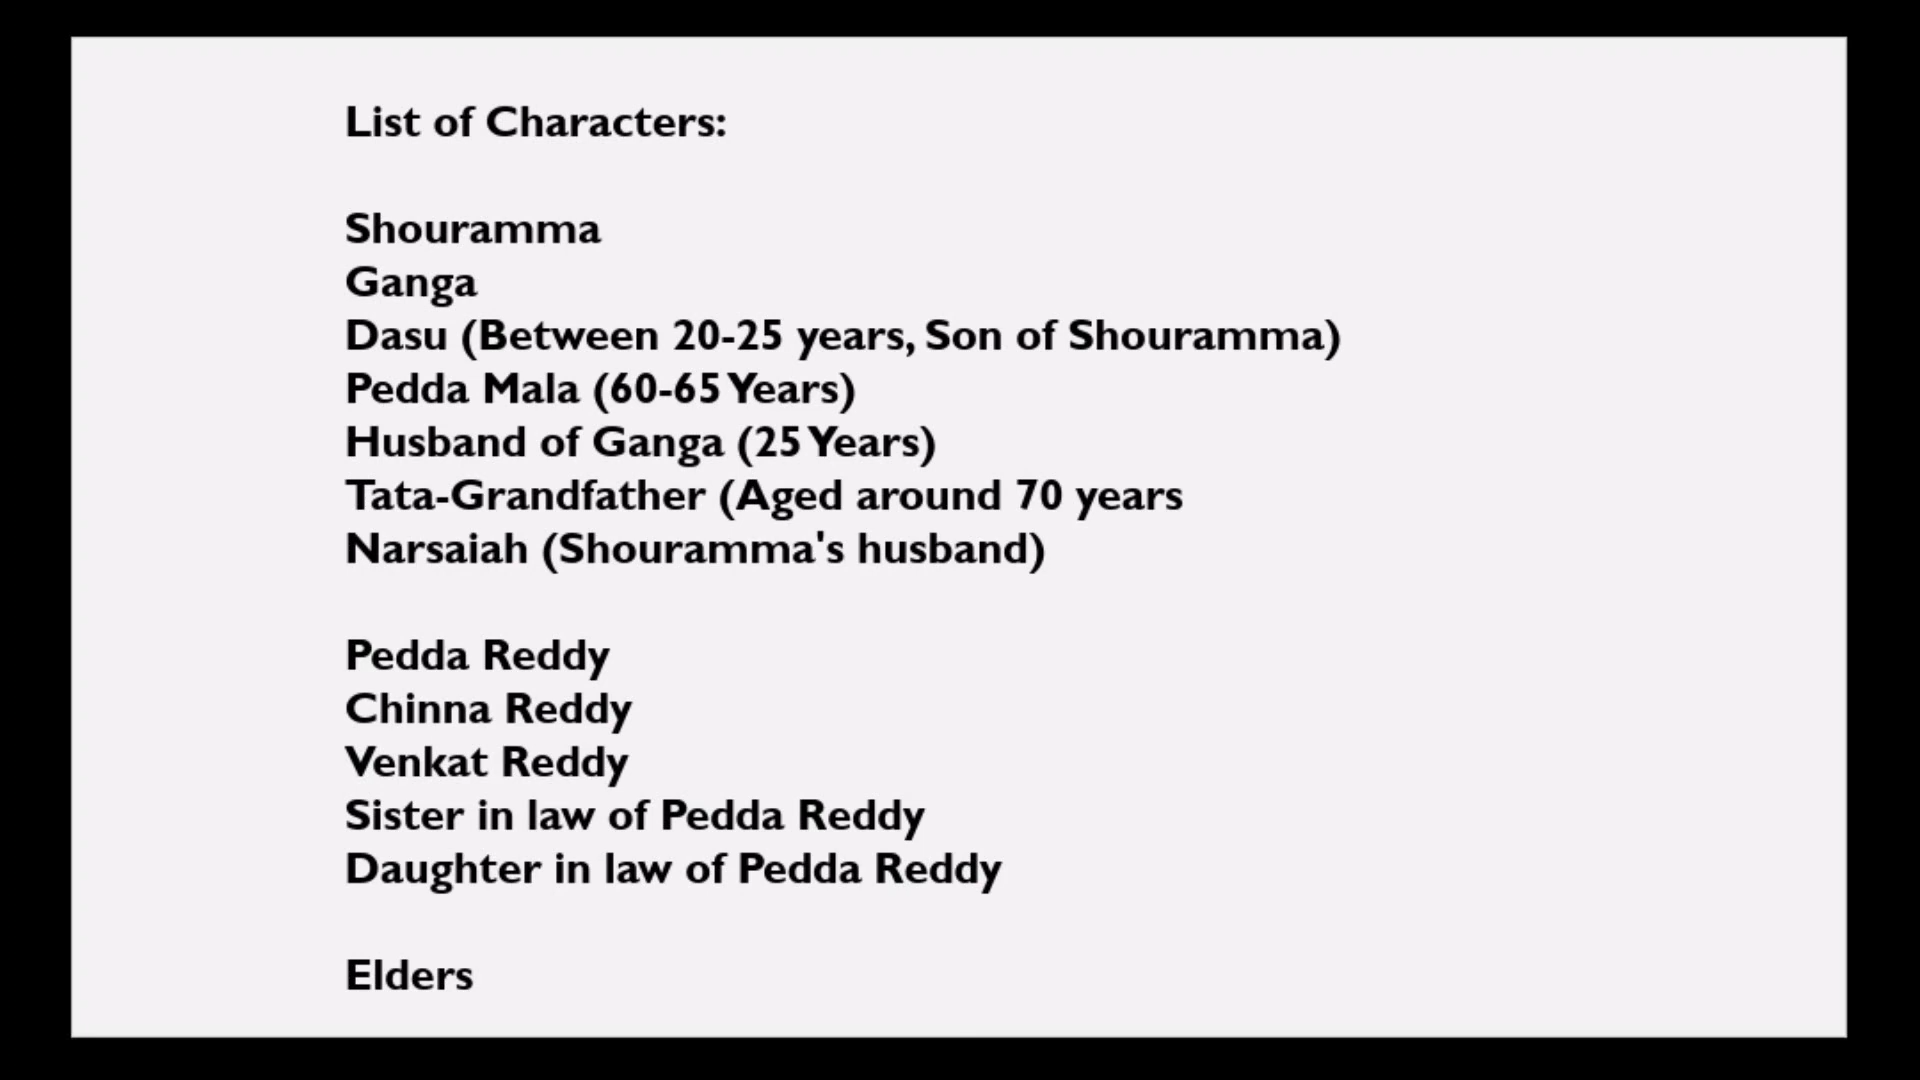 List of Characters:
Shouramma
Ganga
Dasu (Between 20-25 years, Son of Shouramma)
Pedda Mala (60-65 Years)
Husband of Ganga (25 Years)
Tata-Grandfather (Aged around 70 years
Narsaiah (Shouramma's husband)
Pedda Reddy
Chinna Reddy
Venkat Reddy
Sister in law of Pedda Reddy
Daughter in law of Pedda Reddy
Elders